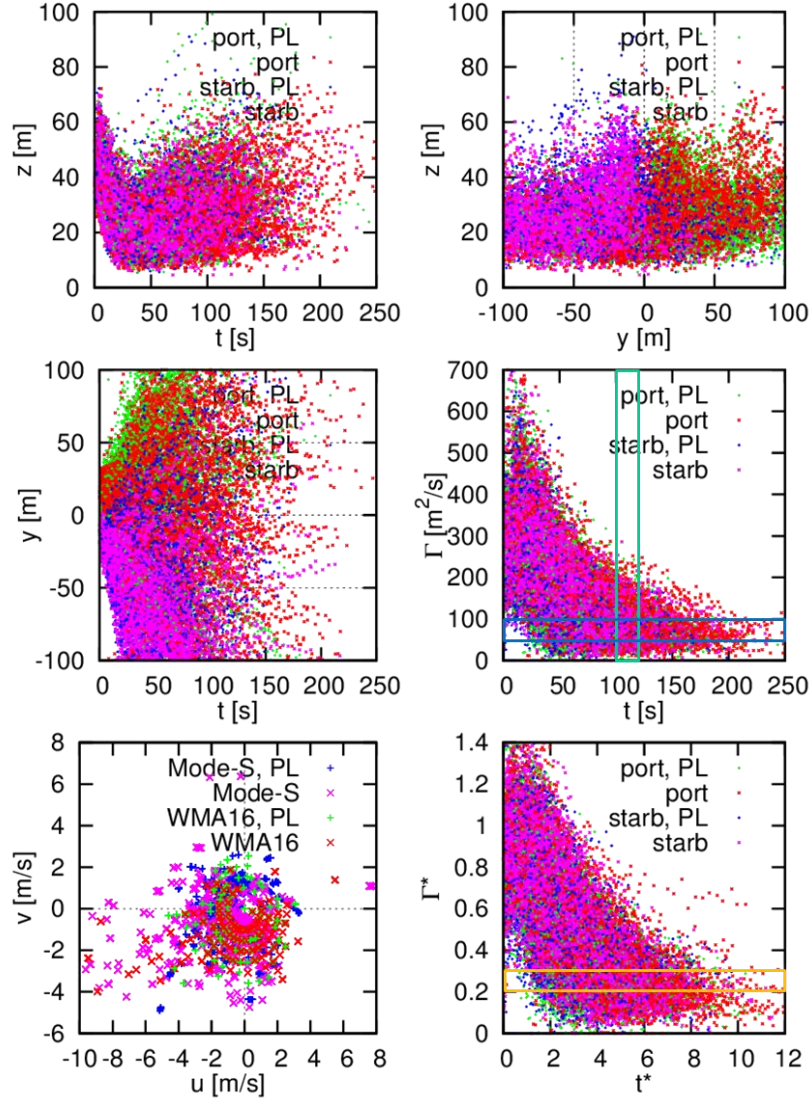 100
80
60
40
20
0
z [m]
port, PL
port
starb, PL
starb
0 50 100 150 200 250
t [s]
100
80
60
40
20
0
z [m]
port, PL
port
starb, PL
starb
-100 -50 0 50 100
y [m]
100
50
0
-50
-100
y [m]
port, PL
port
starb, PL
starb
0 50 100 150 200 250
t [s]
700
600
500
400
300
200
100
0
Γ [m²/s]
port, PL
port
starb, PL
starb
0 50 100 150 200 250
t [s]
8
6
4
2
0
-2
-4
-6
v [m/s]
Mode-S, PL
Mode-S
WMA16, PL
WMA16
-10 -8 -6 -4 -2 0 2 4 6 8
u [m/s]
1.4
1.2
1
0.8
0.6
0.4
0.2
0
Γ*
port, PL
port
starb, PL
starb
0 2 4 6 8 10 12
t*